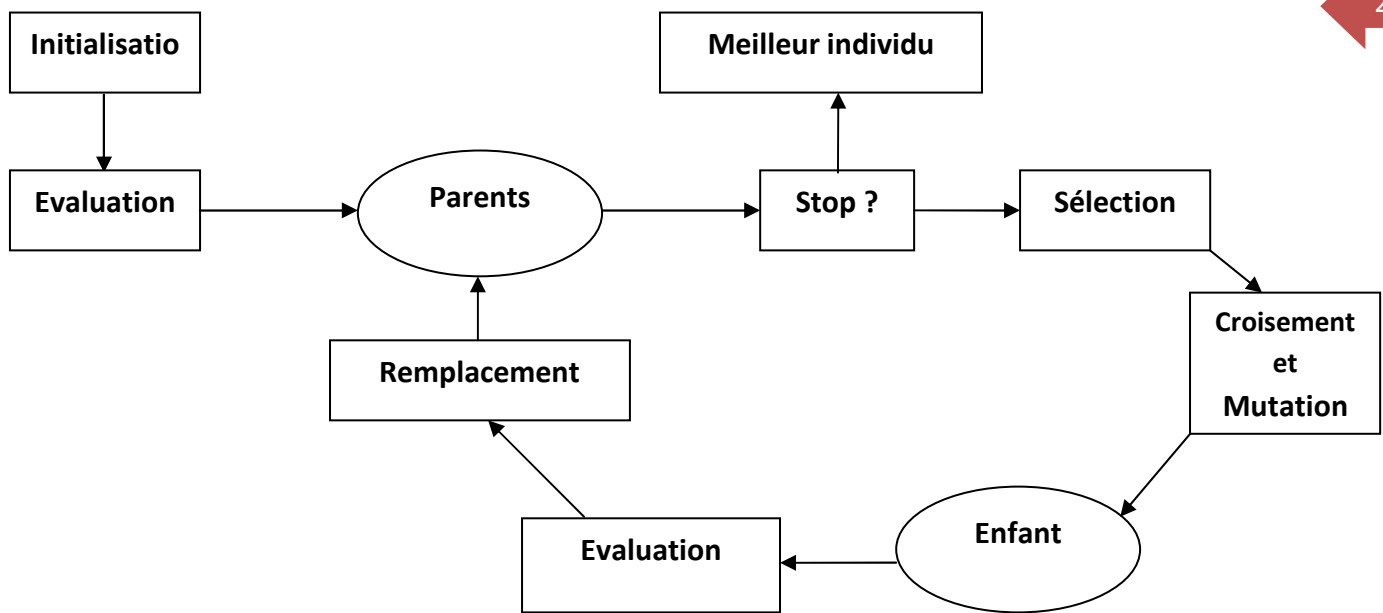 Initialisatio
Meilleur individu
Evaluation
Parents
Stop ?
Sélection
Croisement
et
Mutation
Remplacement
Enfant
Evaluation